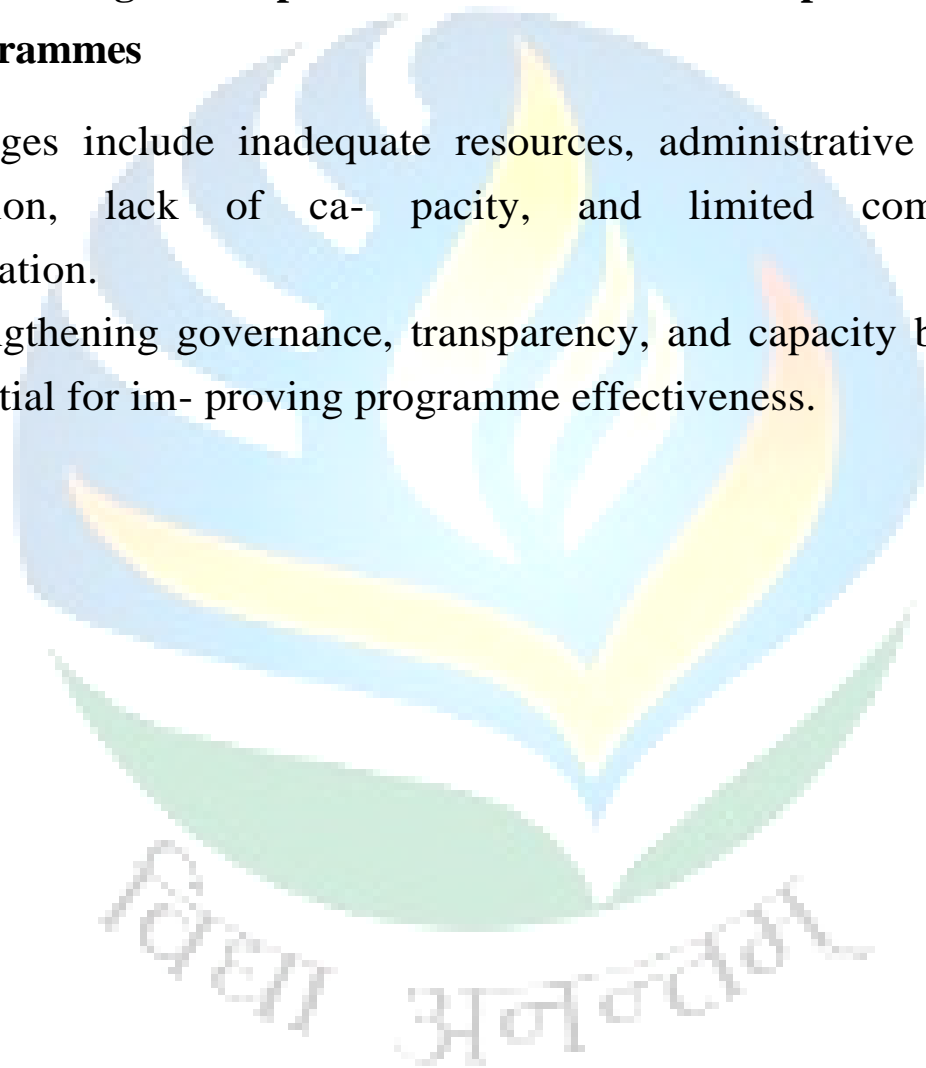 rammes
ges include inadequate resources, administrative
ion, lack of ca- pacity, and limited com
ation.
gthening governance, transparency, and capacity b
tial for im- proving programme effectiveness.
विद्या अनन्तम्